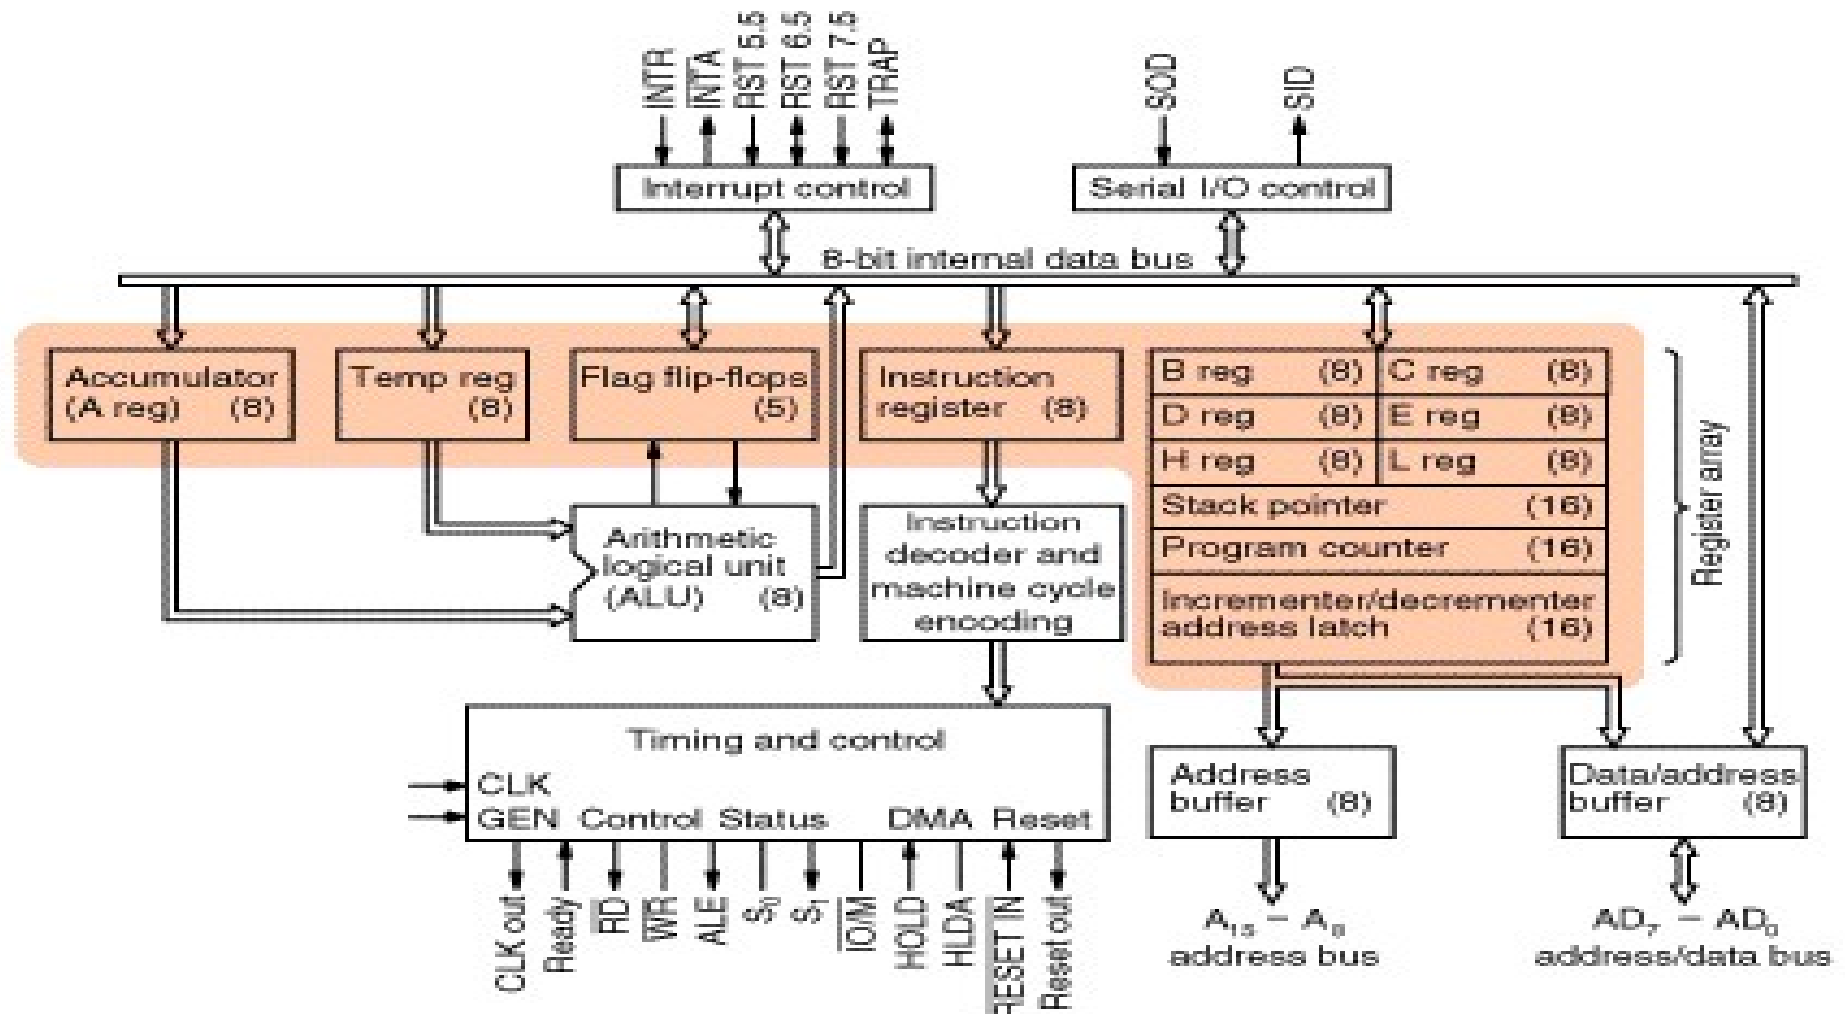 INTR
INTA
RST 5.5
RST 6.5
RST 7.5
TRAP
SOD
SID
Interrupt control
Serial I/O control
8-bit internal data bus
Accumulator
(A reg) (8)
Temp reg
(8)
Flag flip-flops
(5)
Instruction
register (8)
B reg (8) C reg (8)
D reg (8) E reg (8)
H reg (8) L reg (8)
Stack pointer (16)
Program counter (16)
Incrementer/decrementer
address latch (16)
Register array
Arithmetic
logical unit
(ALU) (8)
Instruction
decoder and
machine cycle
encoding
Timing and control
CLK
GEN Control Status DMA Reset
CLK out
Ready
RD
WR
ALE
S₀
S₁
IO/M
HOLD
HLDA
RESET IN
Reset out
Address
buffer (8)
Data/address
buffer (8)
A₁₅ – A₈
address bus
AD₇ – AD₀
address/data bus